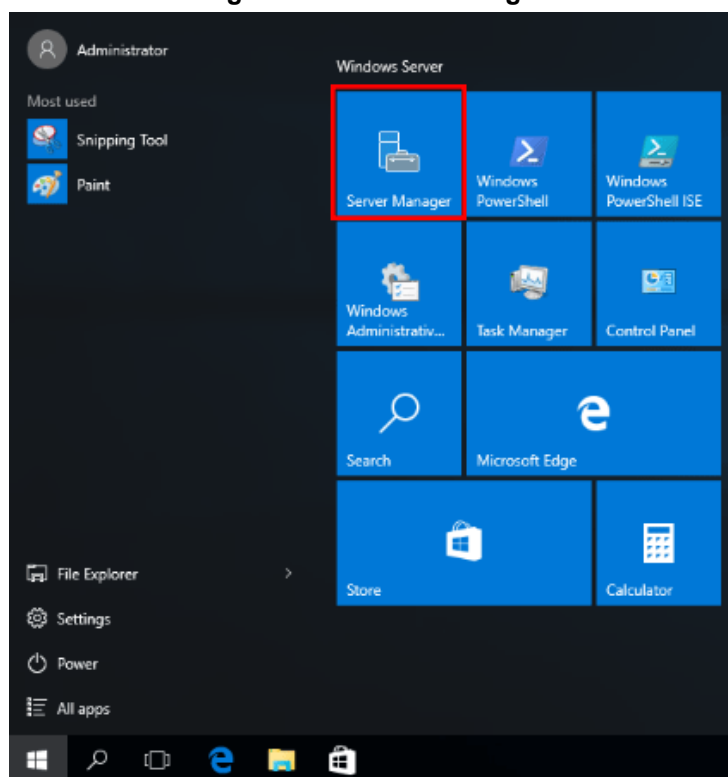 Administrator
Most used
Snipping Tool
Paint
Windows Server
Server Manager
Windows
PowerShell
Windows
PowerShell ISE
Windows
Administrativ...
Task Manager
Control Panel
Search
Microsoft Edge
Store
Calculator
File Explorer
Settings
Power
All apps